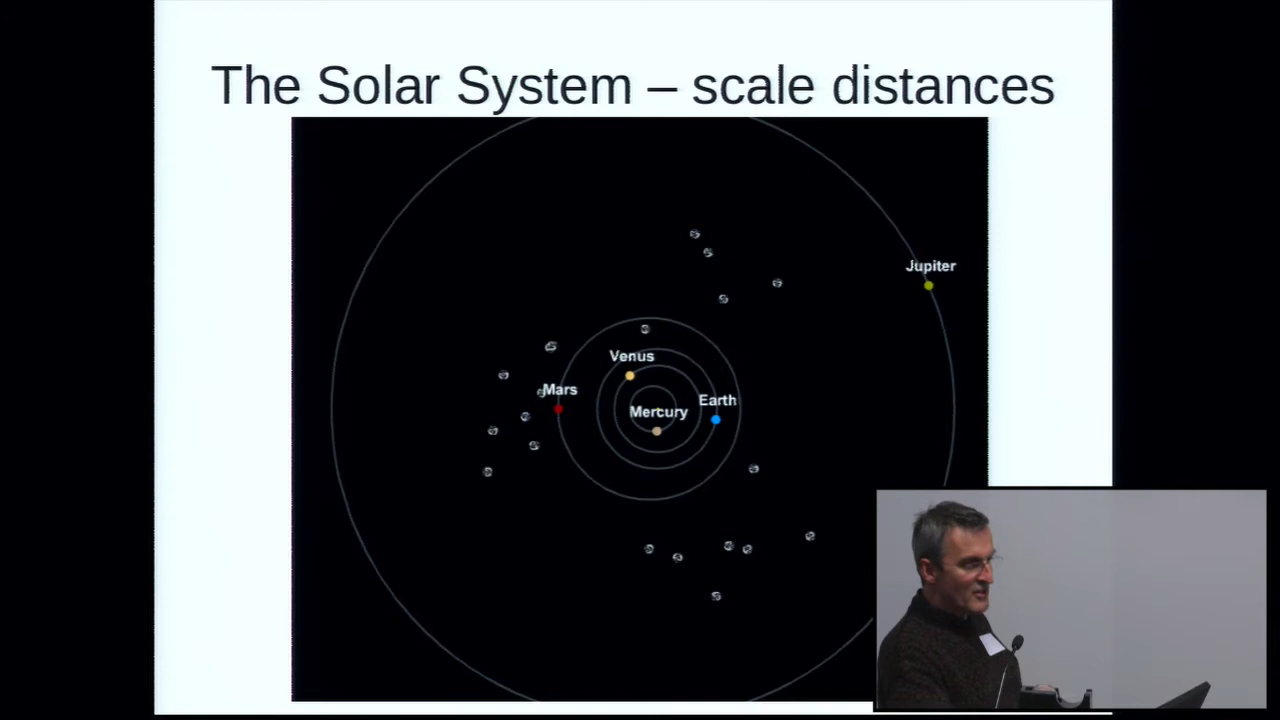 The Solar System – scale distances
Jupiter
Venus
Mars
Earth
Mercury